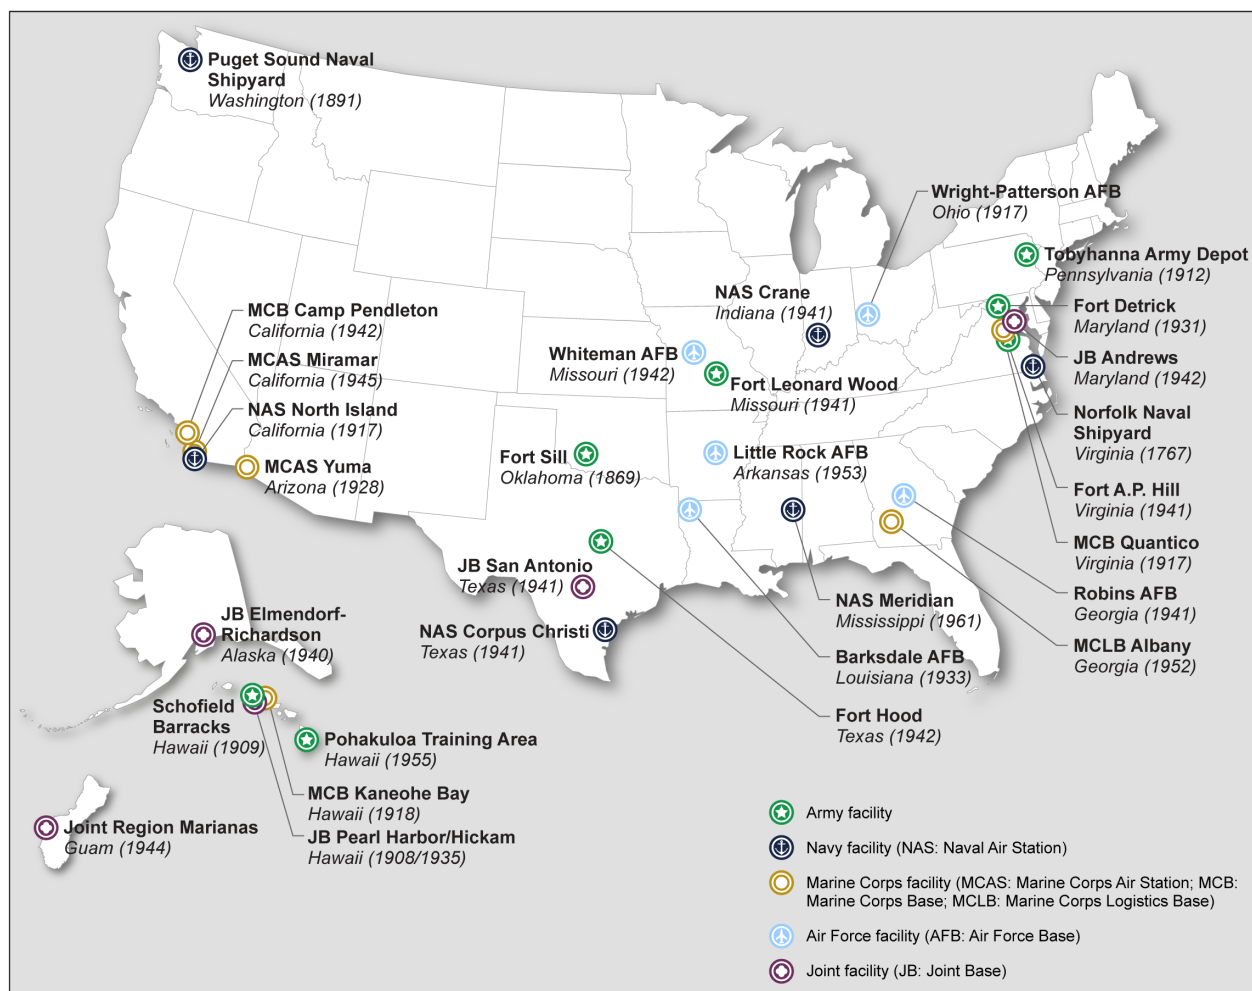 Puget Sound Naval
Shipyard
Washington (1891)
Wright-Patterson AFB
Ohio (1917)
Tobyhanna Army Depot
Pennsylvania (1912)
NAS Crane
Indiana (1941)
Fort Detrick
Maryland (1931)
MCB Camp Pendleton
California (1942)
MCAS Miramar
California (1945)
NAS North Island
California (1917)
MCAS Yuma
Arizona (1928)
Whiteman AFB
Missouri (1942)
Fort Leonard Wood
Missouri (1941)
JB Andrews
Maryland (1942)
Norfolk Naval
Shipyard
Virginia (1767)
Fort Sill
Oklahoma (1869)
Little Rock AFB
Arkansas (1953)
Fort A.P. Hill
Virginia (1941)
MCB Quantico
Virginia (1917)
JB San Antonio
Texas (1941)
NAS Corpus Christi
Texas (1941)
NAS Meridian
Mississippi (1961)
Robins AFB
Georgia (1941)
MCLB Albany
Georgia (1952)
Barksdale AFB
Louisiana (1933)
Fort Hood
Texas (1942)
JB Elmendorf-
Richardson
Alaska (1940)
Schofield
Barracks
Hawaii (1909)
Pohakuloa Training Area
Hawaii (1955)
MCB Kaneohe Bay
Hawaii (1918)
JB Pearl Harbor/Hickam
Hawaii (1908/1935)
Joint Region Marianas
Guam (1944)
Army facility
Navy facility (NAS: Naval Air Station)
Marine Corps facility (MCAS: Marine Corps Air Station; MCB:
Marine Corps Base; MCLB: Marine Corps Logistics Base)
Air Force facility (AFB: Air Force Base)
Joint facility (JB: Joint Base)